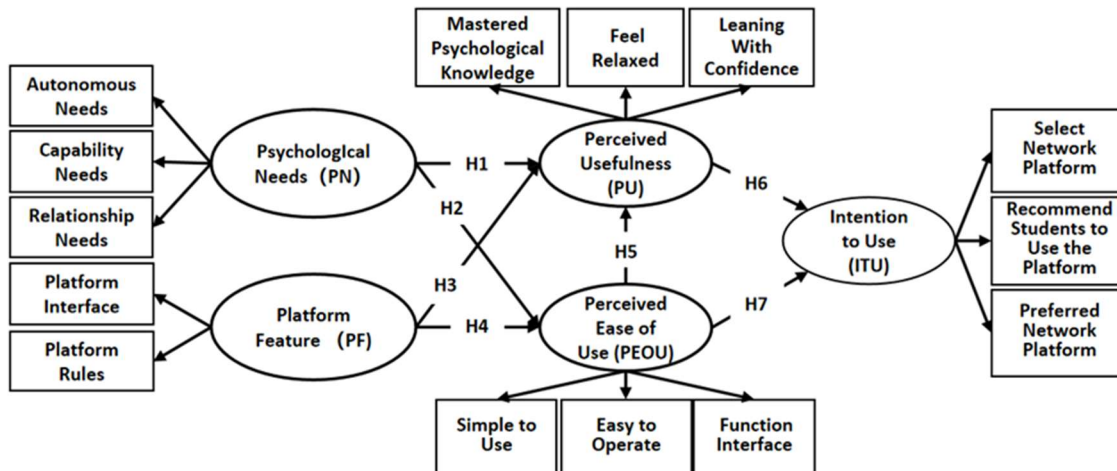 Autonomous
Needs
Capability
Needs
Relationship
Needs
Platform
Interface
Platform
Rules
PsychologIcal
Needs（PN）
Platform
Feature（PF）
H1
H2
H3
H4
Mastered
Psychological
Knowledge
Feel
Relaxed
Leaning
With
Confidence
Perceived
Usefulness
(PU)
H5
Perceived
Ease of
Use (PEOU)
Simple to
Use
Easy to
Operate
Function
Interface
H6
H7
Intention
to Use
(ITU)
Select
Network
Platform
Recommend
Students to
Use the
Platform
Preferred
Network
Platform